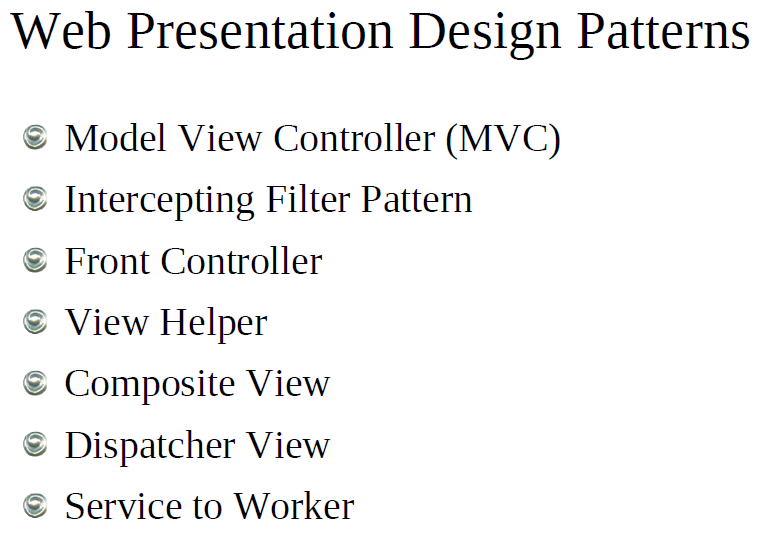 Web Presentation Design Patterns
Model View Controller (MVC)
Intercepting Filter Pattern
Front Controller
View Helper
Composite View
Dispatcher View
Service to Worker